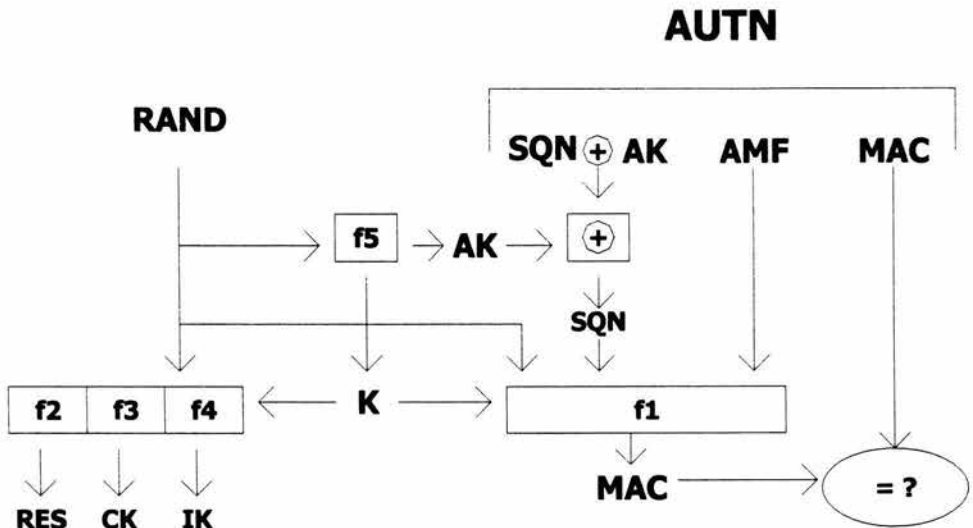 AUTN
RAND
SQN + AK AMF MAC
f5 AK +
SQN
f2 f3 f4 K f1
MAC = ?
RES CK IK